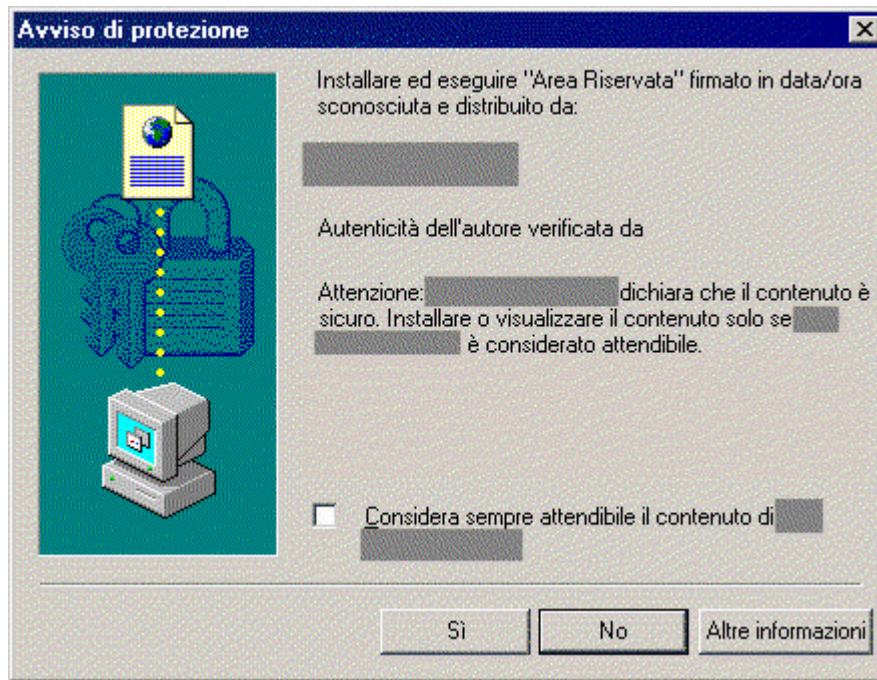 Avviso di protezione
Installare ed eseguire "Area Riservata" firmato in data/ora
sconosciuta e distribuito da:
Autenticità dell'autore verificata da
Attenzione: dichiara che il contenuto è
sicuro. Installare o visualizzare il contenuto solo se
è considerato attendibile.
Considera sempre attendibile il contenuto di
Sì
No
Altre informazioni